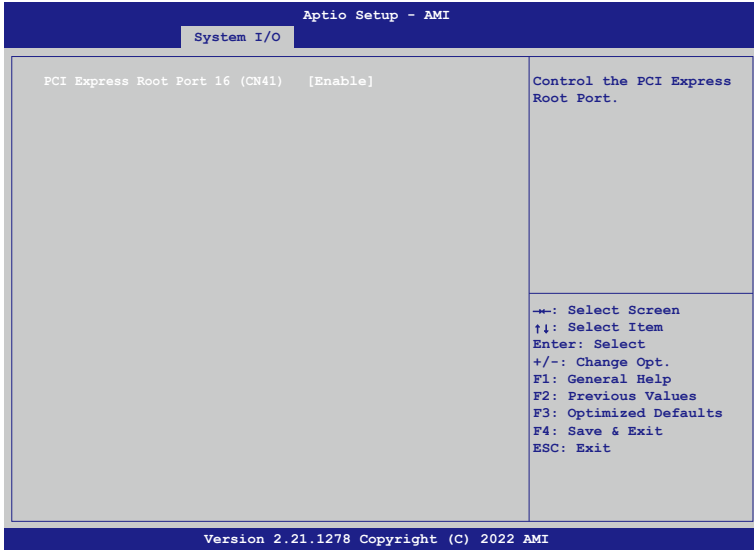 Aptio Setup - AMI
System I/O
PCI Express Root Port 16 (CN41) [Enable]
Control the PCI Express
Root Port.
→←: Select Screen
↑↓: Select Item
Enter: Select
+/-: Change Opt.
F1: General Help
F2: Previous Values
F3: Optimized Defaults
F4: Save & Exit
ESC: Exit
Version 2.21.1278 Copyright (C) 2022 AMI